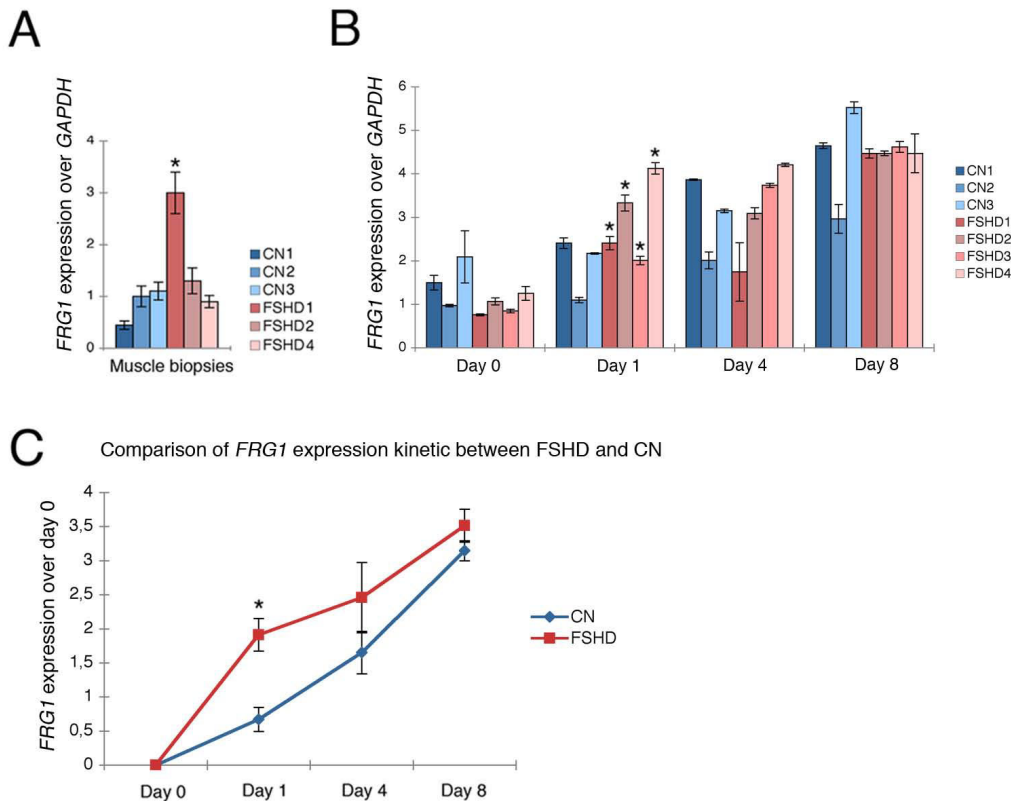 A
FRG1 expression over GAPDH
4
3
2
1
0
*
Muscle biopsies
CN1
CN2
CN3
FSHD1
FSHD2
FSHD4
B
FRG1 expression over GAPDH
6
5
4
3
2
1
0
* * * *
Day 0 Day 1 Day 4 Day 8
CN1
CN2
CN3
FSHD1
FSHD2
FSHD3
FSHD4
C
Comparison of FRG1 expression kinetic between FSHD and CN
FRG1 expression over day 0
4
3,5
3
2,5
2
1,5
1
0,5
0
*
Day 0 Day 1 Day 4 Day 8
CN
FSHD